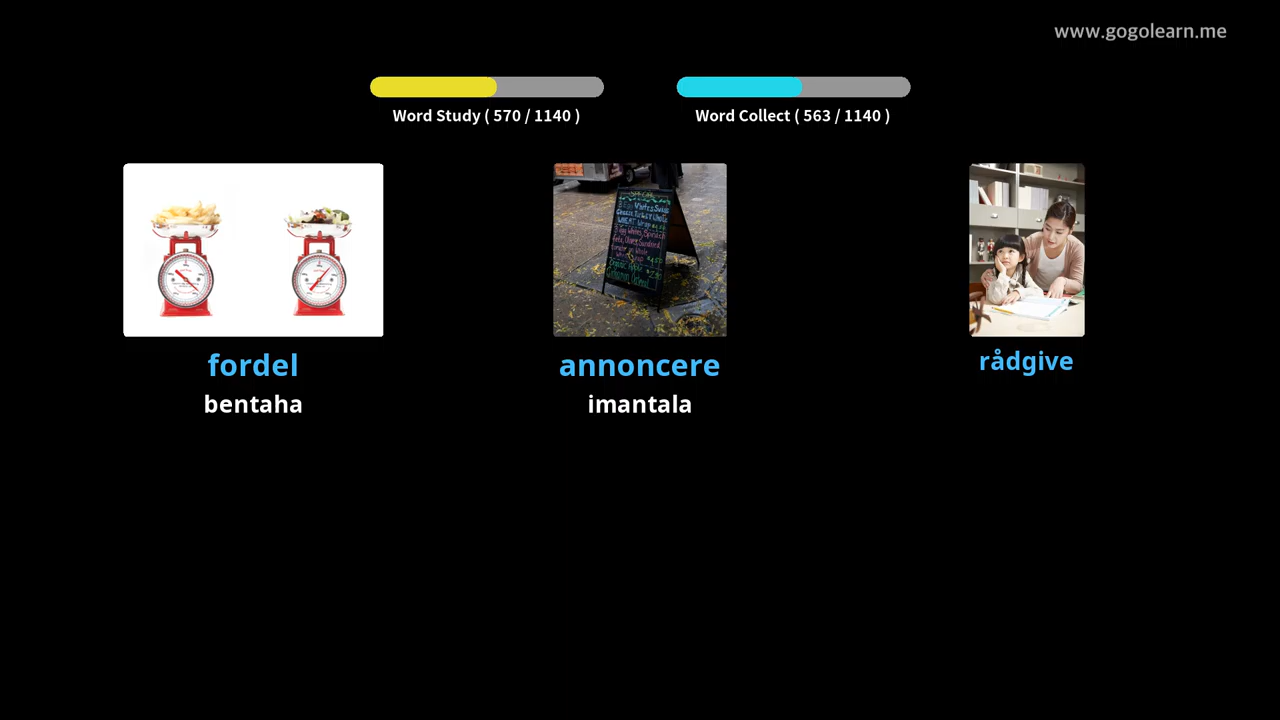 www.gogolearn.me
Word Study ( 570 / 1140 )
Word Collect ( 563 / 1140 )
fordel
bentaha
annoncere
imantala
rådgive